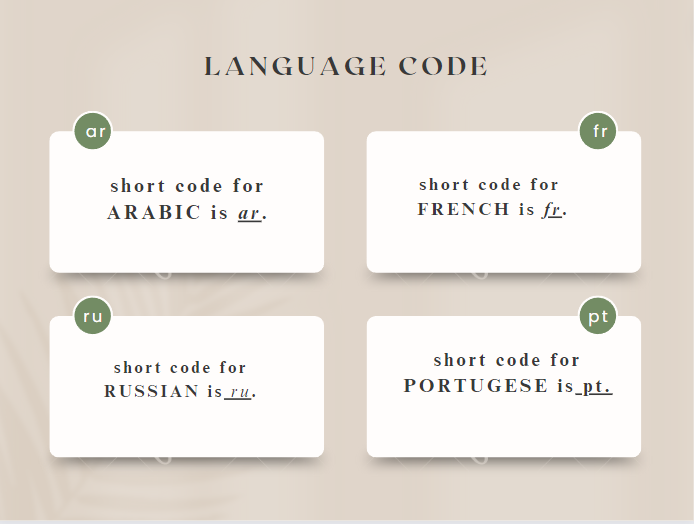 LANGUAGE CODE
ar
short code for
ARABIC is ar.
fr
short code for
FRENCH is fr.
ru
short code for
RUSSIAN is ru.
pt
short code for
PORTUGESE is pt.